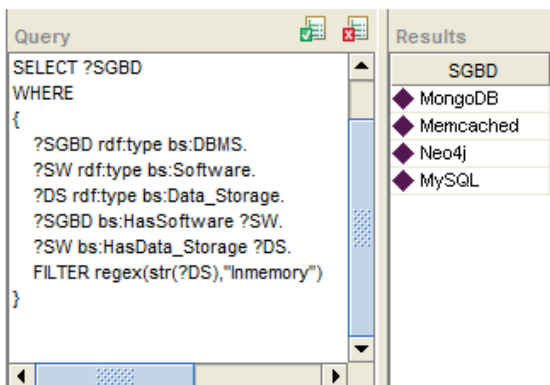 Query
SELECT ?SGBD
WHERE
{
?SGBD rdf:type bs:DBMS.
?SW rdf:type bs:Software.
?DS rdf:type bs:Data_Storage.
?SGBD bs:HasSoftware ?SW.
?SW bs:HasData_Storage ?DS.
FILTER regex(str(?DS),"Inmemory")
}
Results
SGBD
MongoDB
Memcached
Neo4j
MySQL